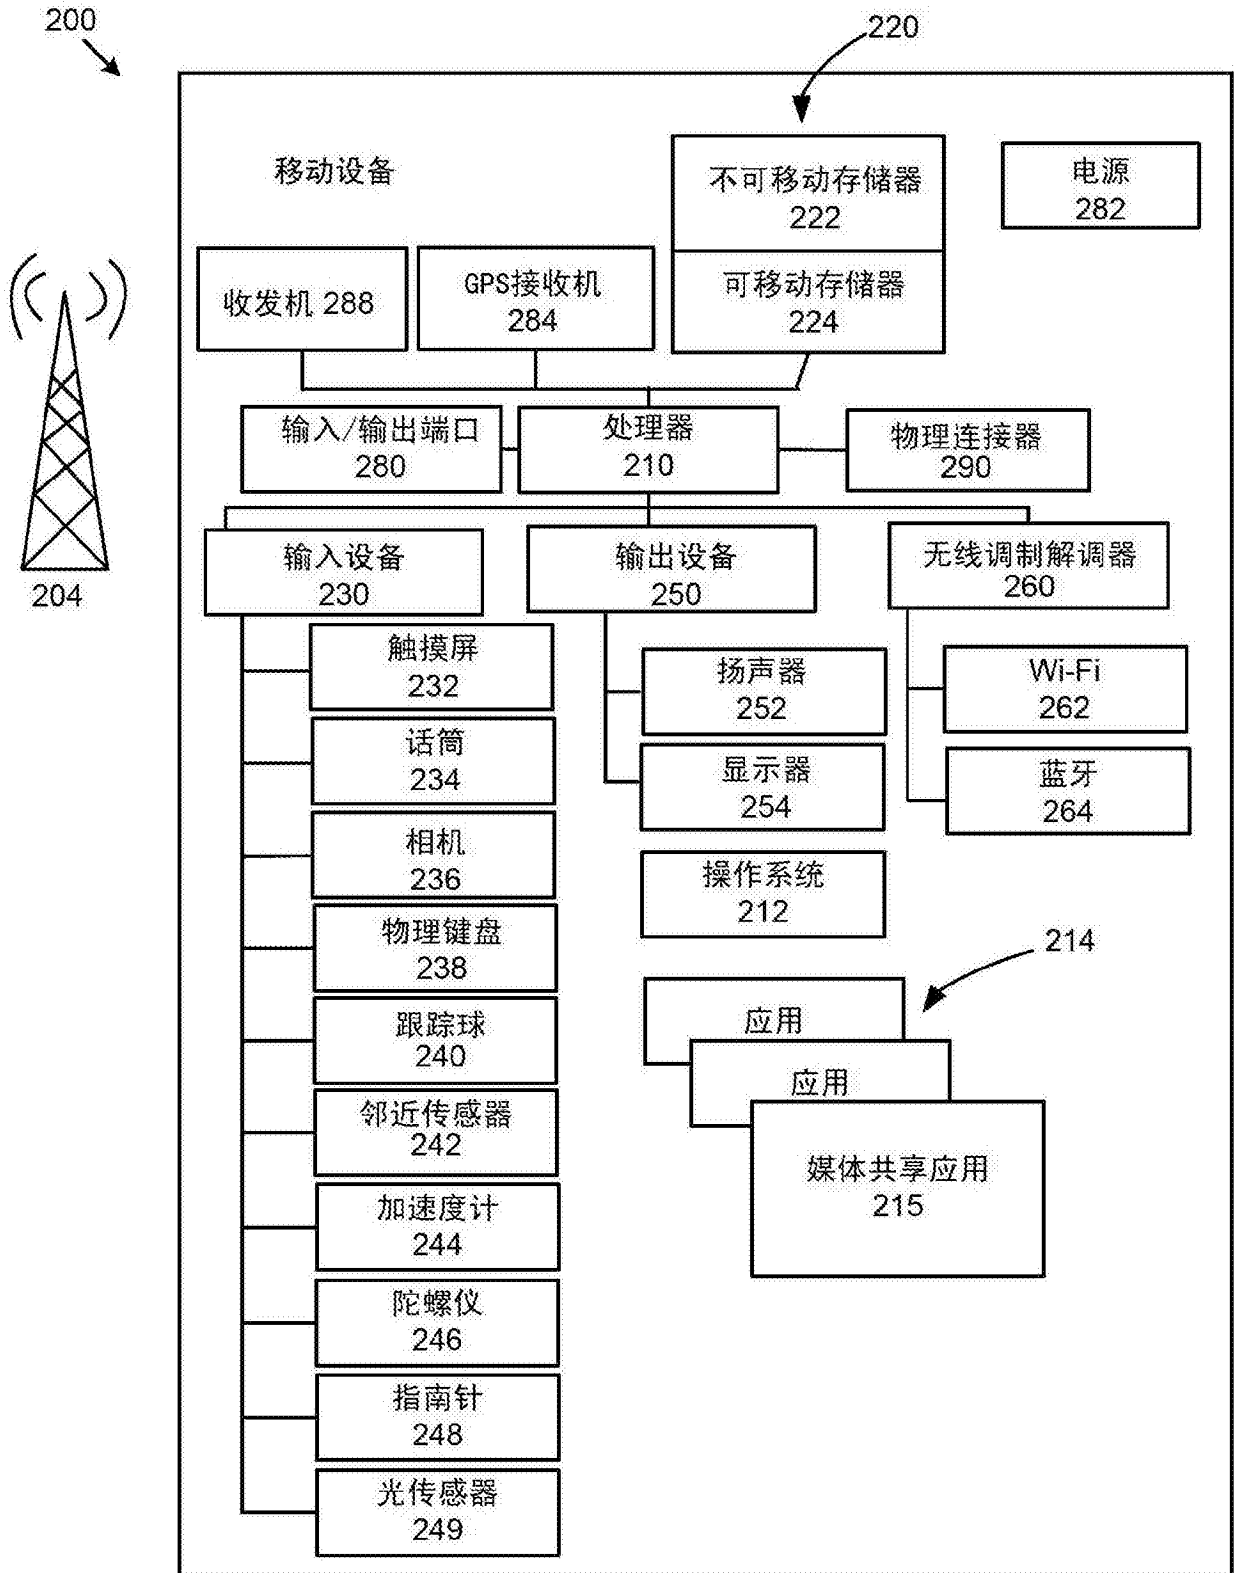 200
220
移动设备
不可移动存储器
222
电源
282
收发机 288
GPS接收机
284
可移动存储器
224
输入/输出端口
280
处理器
210
物理连接器
290
204
输入设备
230
输出设备
250
无线调制解调器
260
触摸屏
232
话筒
234
相机
236
物理键盘
238
跟踪球
240
邻近传感器
242
加速度计
244
陀螺仪
246
指南针
248
光传感器
249
扬声器
252
显示器
254
Wi-Fi
262
蓝牙
264
操作系统
212
214
应用
应用
媒体共享应用
215